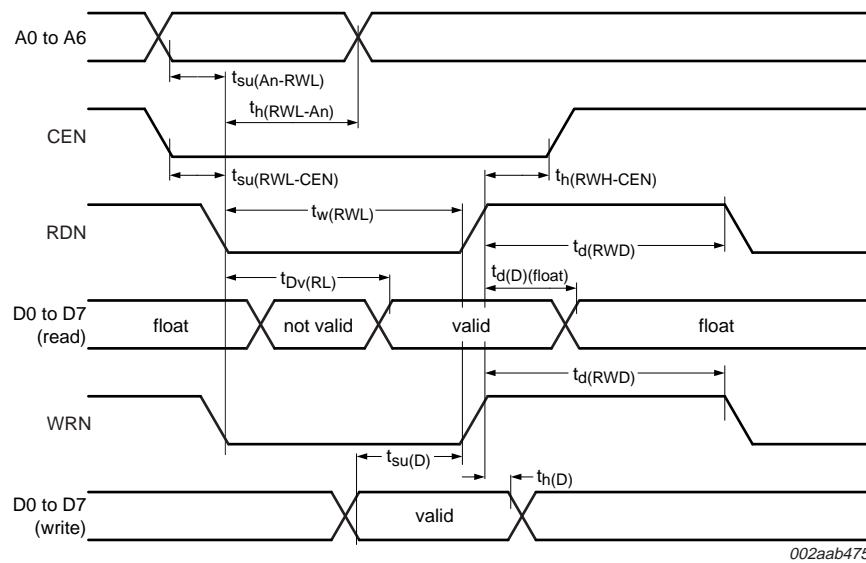 A0 to A6
tsu(An-RWL)
th(RWL-An)
CEN
tsu(RWL-CEN)
th(RWH-CEN)
RDN
tw(RWL)
td(RWD)
tDv(RL)
td(D)(float)
D0 to D7
(read)
float
not valid
valid
float
td(RWD)
WRN
tsu(D)
th(D)
D0 to D7
(write)
valid
002aab475